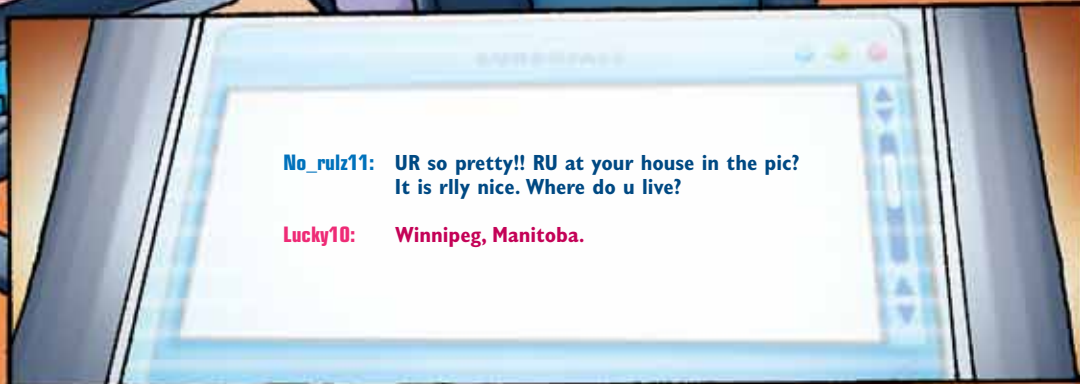 No_rulz11: UR so pretty!! RU at your house in the pic?
It is rlly nice. Where do u live?
Lucky10: Winnipeg, Manitoba.